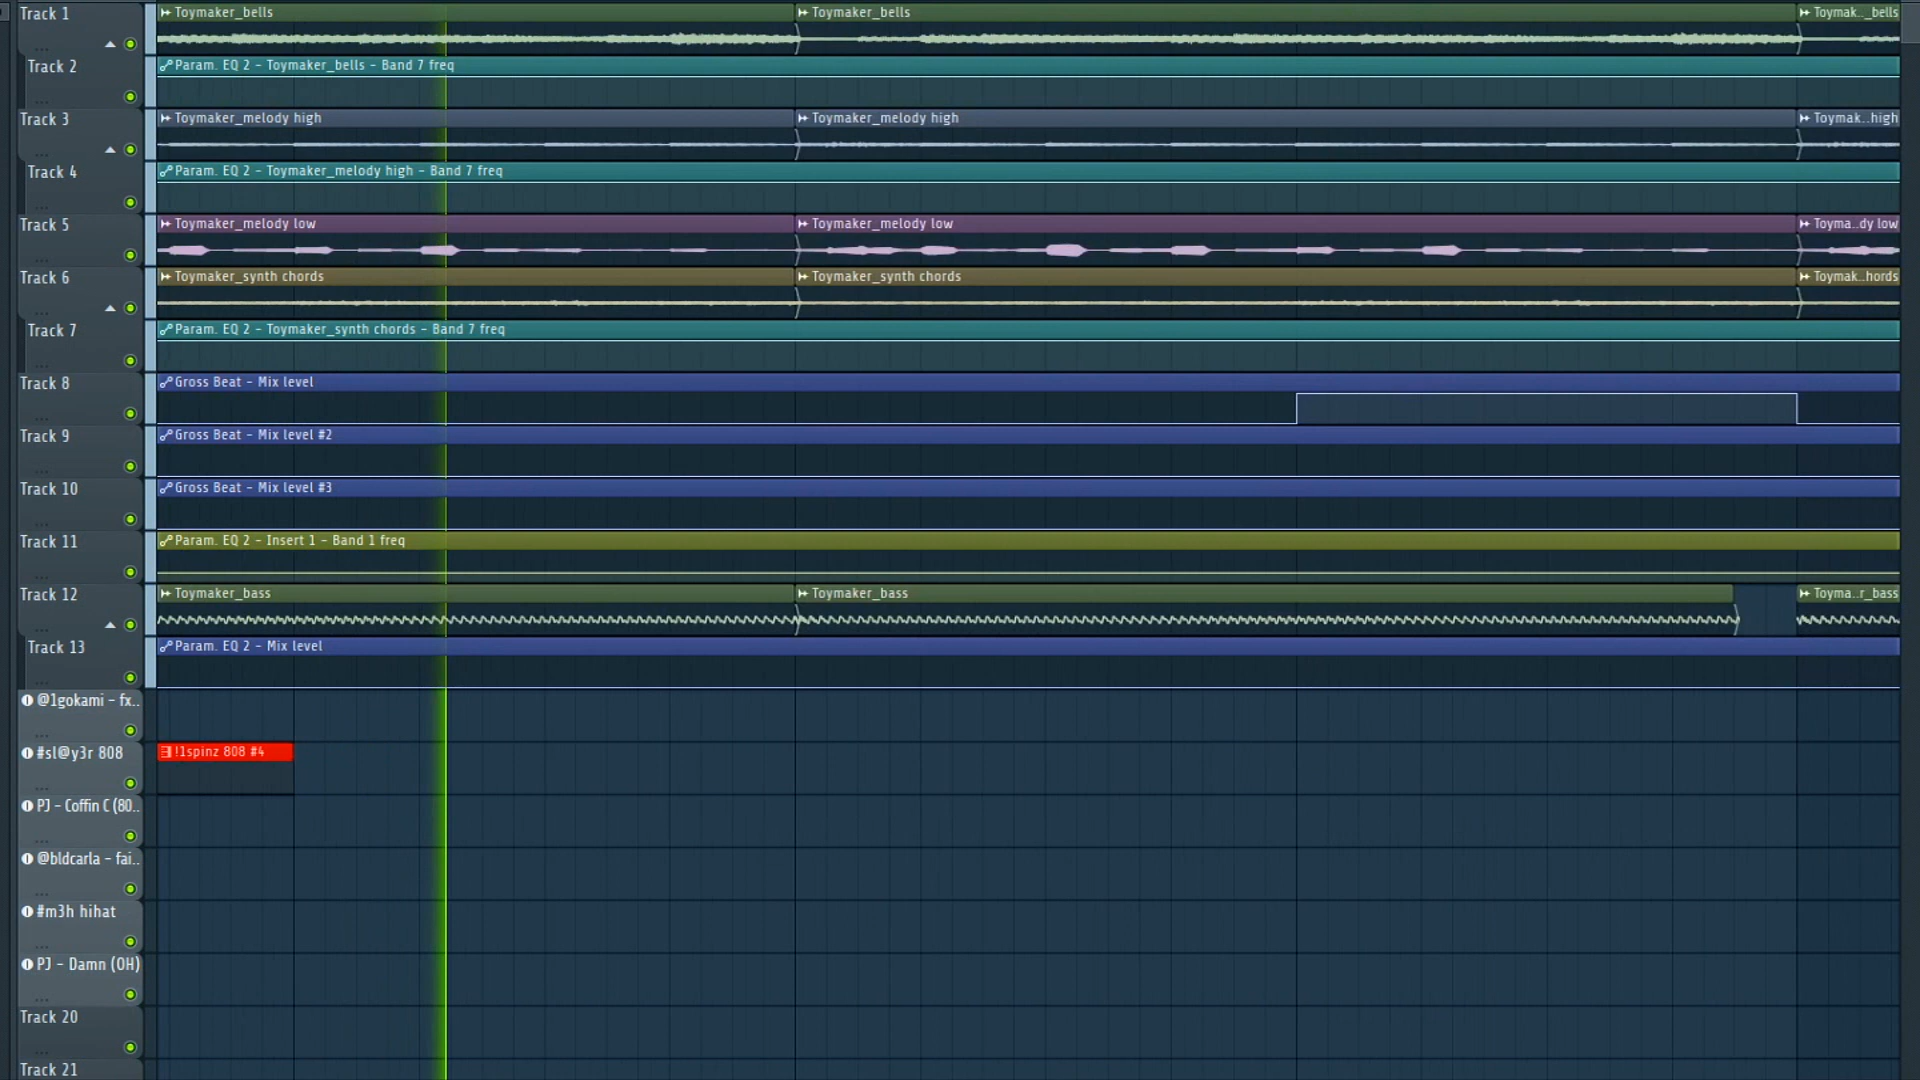 Track 1
Toymaker_bells
Toymaker_bells
Toymak.._bells
Track 2
Param. EQ 2 - Toymaker_bells - Band 7 freq
Track 3
Toymaker_melody high
Toymaker_melody high
Toymak..high
Track 4
Param. EQ 2 - Toymaker_melody high - Band 7 freq
Track 5
Toymaker_melody low
Toymaker_melody low
Toyma..dy low
Track 6
Toymaker_synth chords
Toymaker_synth chords
Toymak..hords
Track 7
Param. EQ 2 - Toymaker_synth chords - Band 7 freq
Track 8
Gross Beat - Mix level
Track 9
Gross Beat - Mix level #2
Track 10
Gross Beat - Mix level #3
Track 11
Param. EQ 2 - Insert 1 - Band 1 freq
Track 12
Toymaker_bass
Toymaker_bass
Toyma..r_bass
Track 13
Param. EQ 2 - Mix level
@1gokami - fx..
#sl@y3r 808
!1spinz 808 #4
PJ - Coffin C (80..
@bldcarla - fai..
#m3h hihat
PJ - Damn (OH)
Track 20
Track 21